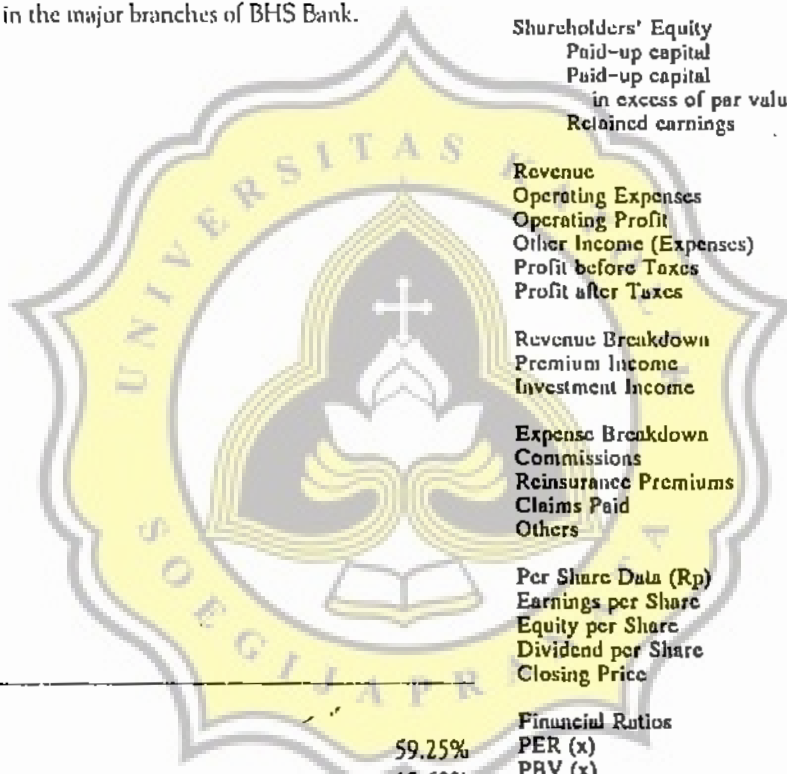 in the major branches of BHS Bank.
59.25%
Shareholders' Equity
Paid-up capital
Paid-up capital
in excess of par valu
Retained earnings
Revenue
Operating Expenses
Operating Profit
Other Income (Expenses)
Profit before Taxes
Profit after Taxes
Revenue Breakdown
Premium Income
Investment Income
Expense Breakdown
Commissions
Reinsurance Premiums
Claims Paid
Others
Per Share Data (Rp)
Earnings per Share
Equity per Share
Dividend per Share
Closing Price
Financial Ratios
PER (x)
PBV (x)
UNIVERSITAS
SOEGIJAPRA